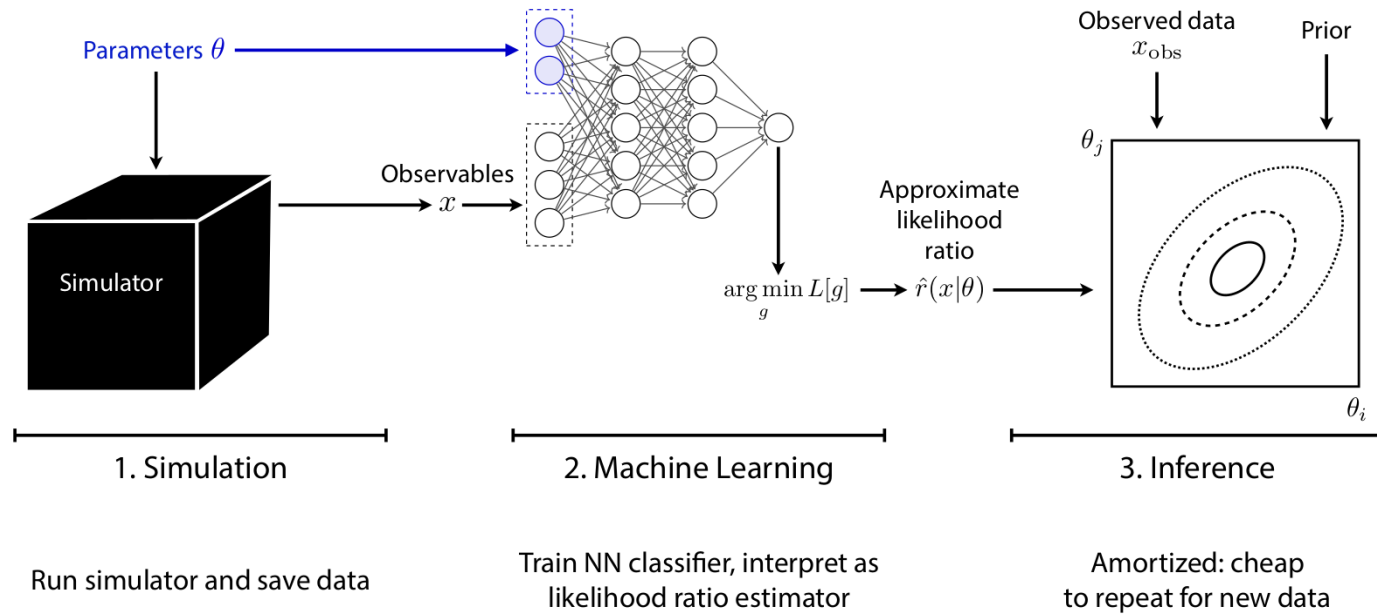 Parameters θ
Simulator
Observables
x
arg min L[g]
g
Approximate
likelihood
ratio
r̂(x|θ)
Observed data
x_obs
Prior
θ_j
θ_i
1. Simulation
2. Machine Learning
3. Inference
Run simulator and save data
Train NN classifier, interpret as
likelihood ratio estimator
Amortized: cheap
to repeat for new data